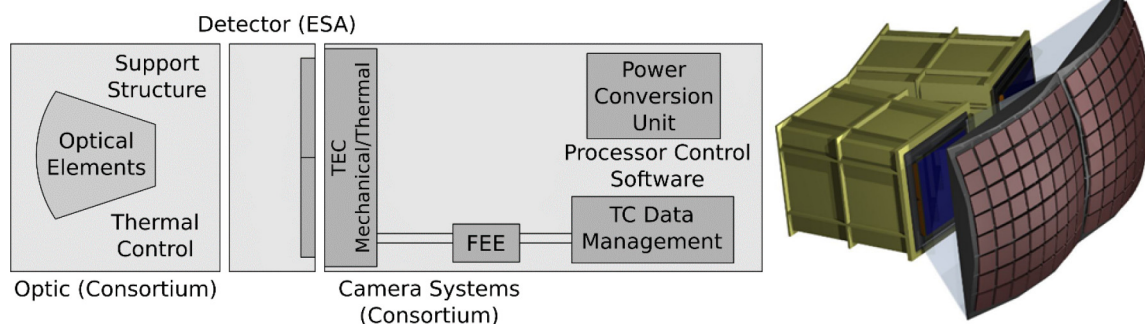 Detector (ESA)
Support
Structure
Optical
Elements
Thermal
Control
Optic (Consortium)
TEC
Mechanical/Thermal
FEE
Power
Conversion
Unit
Processor Control
Software
TC Data
Management
Camera Systems
(Consortium)